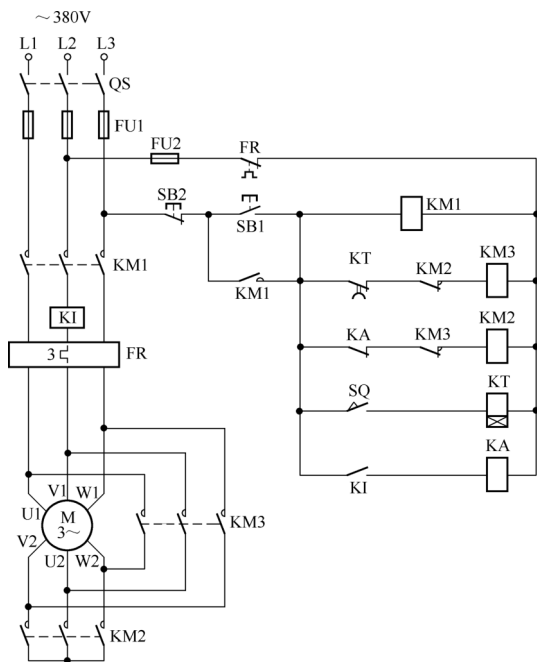 ～380V
L1 L2 L3
QS
FU1
FU2 FR
SB2 SB1 KM1
KM1 KM1 KT KM2 KM3
KI
3 FR KA KM3 KM2
SQ KT
KI KA
V1 W1
U1 M
3～ KM3
V2 U2 W2
KM2